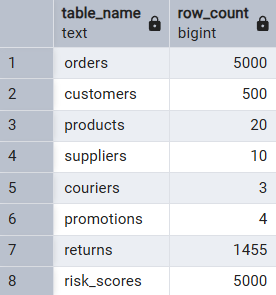 table_name row_count
text bigint
1 orders 5000
2 customers 500
3 products 20
4 suppliers 10
5 couriers 3
6 promotions 4
7 returns 1455
8 risk_scores 5000